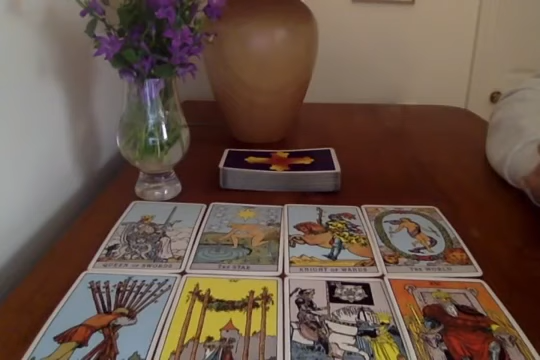 QUEEN OF SWORDS
THE STAR
KNIGHT OF WANDS
THE WORLD